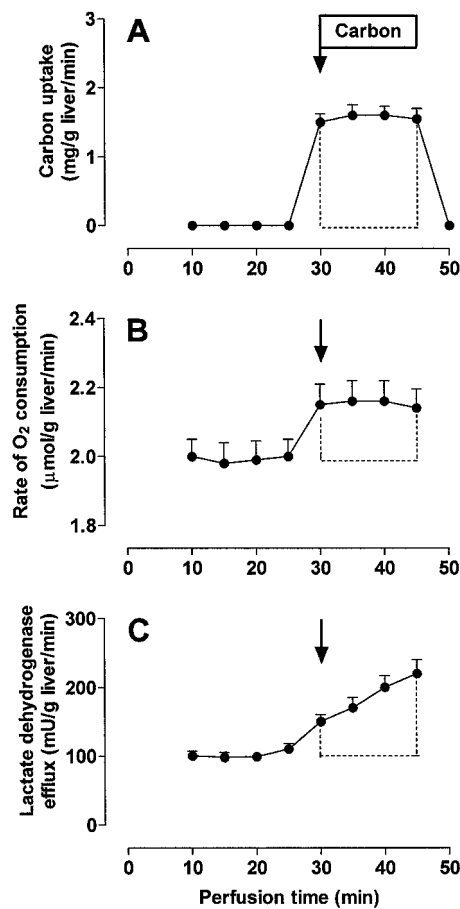 A
Carbon
Carbon uptake
(mg/g liver/min)
3
2
1
0
0 10 20 30 40 50
B
Rate of O2 consumption
(μmol/g liver/min)
2.4
2.2
2.0
1.8
0 10 20 30 40 50
C
Lactate dehydrogenase
efflux (mU/g liver/min)
300
200
100
0
0 10 20 30 40 50
Perfusion time (min)